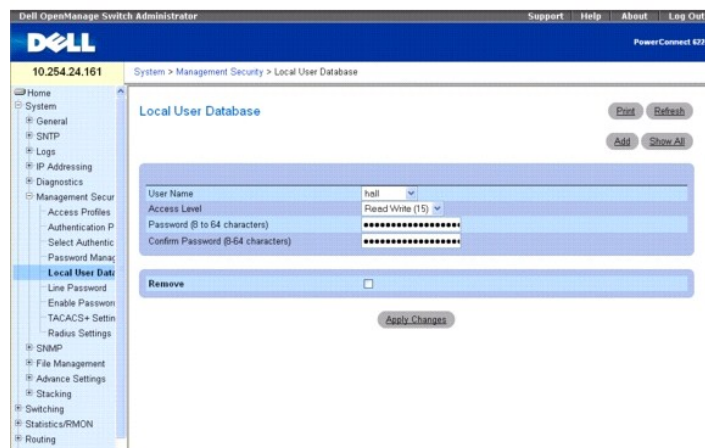 Dell OpenManage Switch Administrator
Support Help About Log Out
DELL
PowerConnect 622
10.254.24.161
System > Management Security > Local User Database
Home
System
General
SNTP
Logs
IP Addressing
Diagnostics
Management Secur
Access Profiles
Authentication P
Select Authentic
Password Manag
Local User Data
Line Password
Enable Passwor
TACACS+ Settin
Radius Settings
SNMP
File Management
Advance Settings
Stacking
Switching
Statistics/RMON
Routing
Local User Database
Print Refresh
Add Show All
User Name hall
Access Level Read Write (15)
Password (8 to 64 characters)
Confirm Password (8-64 characters)
Remove
Apply Changes